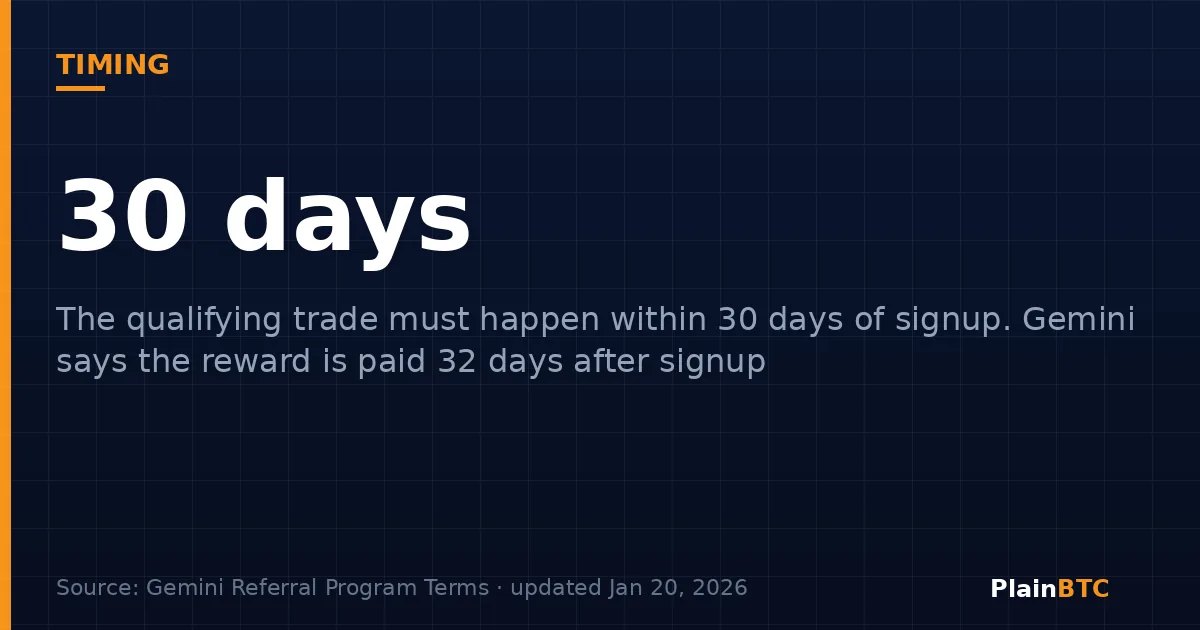 TIMING
30 days
The qualifying trade must happen within 30 days of signup. Gemini
says the reward is paid 32 days after signup
Source: Gemini Referral Program Terms · updated Jan 20, 2026
PlainBTC